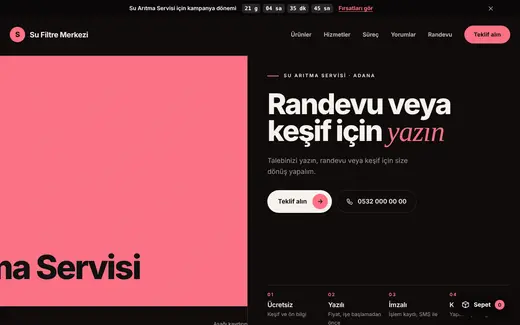 Su Arıtma Servisi için kampanya dönemi 21 g 04 sa 35 dk 45 sn Fırsatları gör
S Su Filtre Merkezi Ürünler Hizmetler Süreç Yorumlar Randevu Teklif alın
SU ARITMA SERVİSİ · ADANA
Randevu veya
keşif için yazın
Talebinizi yazın, randevu veya keşif için size
dönüş yapalım.
Teklif alın → 0532 000 00 00
ma Servisi
01 02 03 04
Ücretsiz Yazılı İmzalı K Sepet 0
Keşif ve ön bilgi Fiyat, işe başlamadan İşlem kaydı, SMS ile
önce